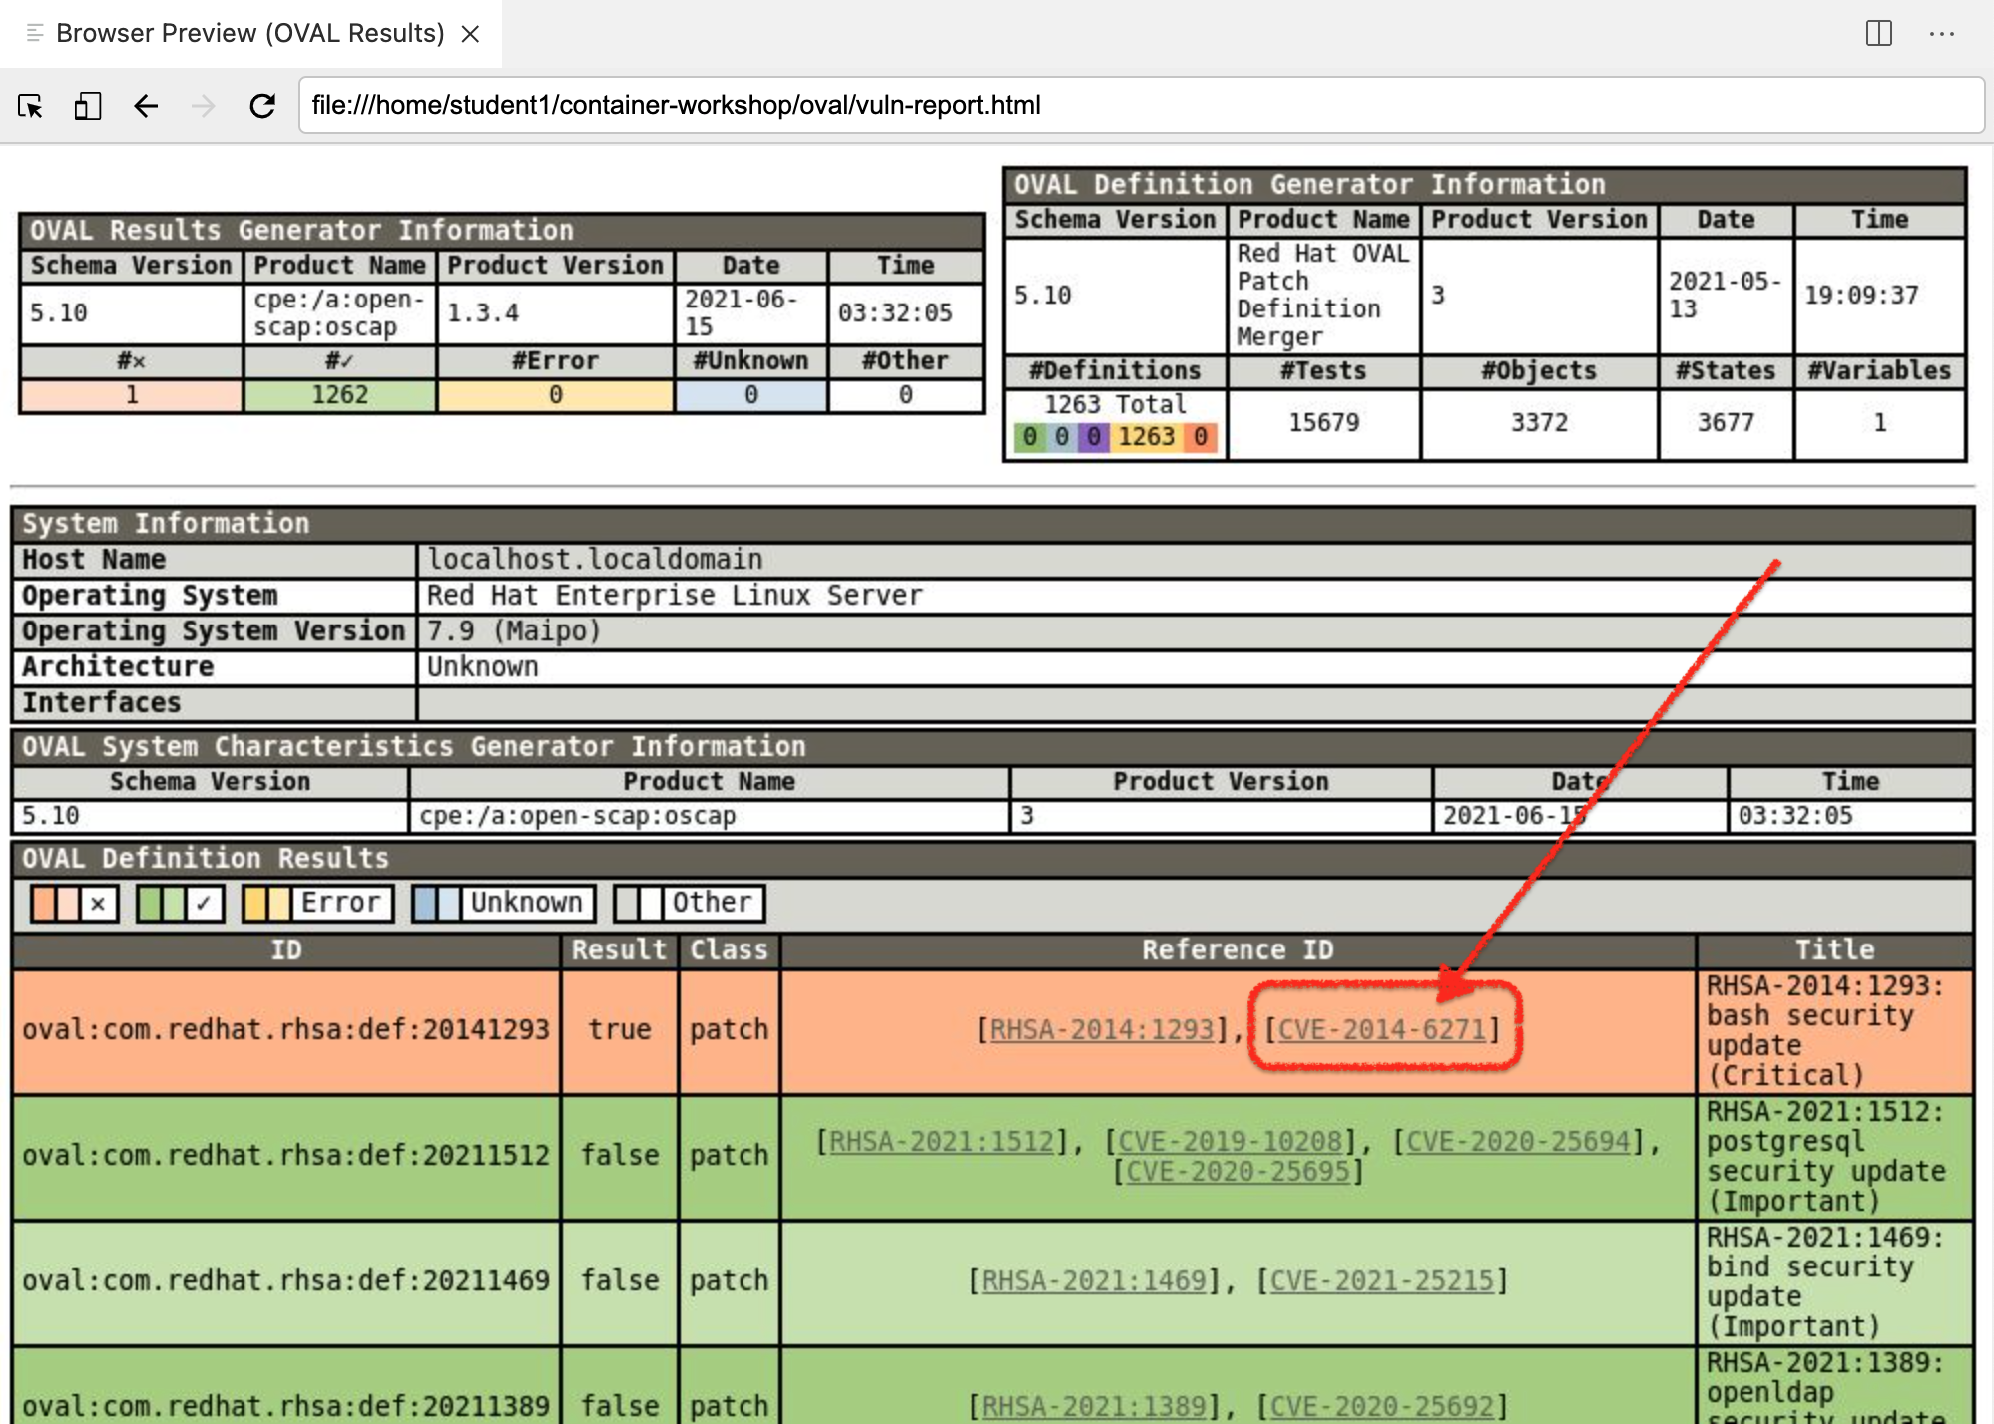 Browser Preview (OVAL Results)
file:///home/student1/container-workshop/oval/vuln-report.html
OVAL Results Generator Information
Schema Version Product Name Product Version Date Time
5.10 cpe:/a:open-scap:oscap 1.3.4 2021-06-15 03:32:05
#× #✓ #Error #Unknown #Other
1 1262 0 0 0
OVAL Definition Generator Information
Schema Version Product Name Product Version Date Time
5.10 Red Hat OVAL Patch Definition Merger 3 2021-05-13 19:09:37
#Definitions #Tests #Objects #States #Variables
1263 Total
0 0 0 1263 0 15679 3372 3677 1
System Information
Host Name localhost.localdomain
Operating System Red Hat Enterprise Linux Server
Operating System Version 7.9 (Maipo)
Architecture Unknown
Interfaces
OVAL System Characteristics Generator Information
Schema Version Product Name Product Version Date Time
5.10 cpe:/a:open-scap:oscap 3 2021-06-15 03:32:05
OVAL Definition Results
× ✓ Error Unknown Other
ID Result Class Reference ID Title
oval:com.redhat.rhsa:def:20141293 true patch [RHSA-2014:1293], [CVE-2014-6271]
RHSA-2014:1293:
bash security
update
(Critical)
oval:com.redhat.rhsa:def:20211512 false patch [RHSA-2021:1512], [CVE-2019-10208], [CVE-2020-25694],
[CVE-2020-25695]
RHSA-2021:1512:
postgresql
security update
(Important)
oval:com.redhat.rhsa:def:20211469 false patch [RHSA-2021:1469], [CVE-2021-25215]
RHSA-2021:1469:
bind security
update
(Important)
oval:com.redhat.rhsa:def:20211389 false patch [RHSA-2021:1389], [CVE-2020-25692]
RHSA-2021:1389:
openldap
security update